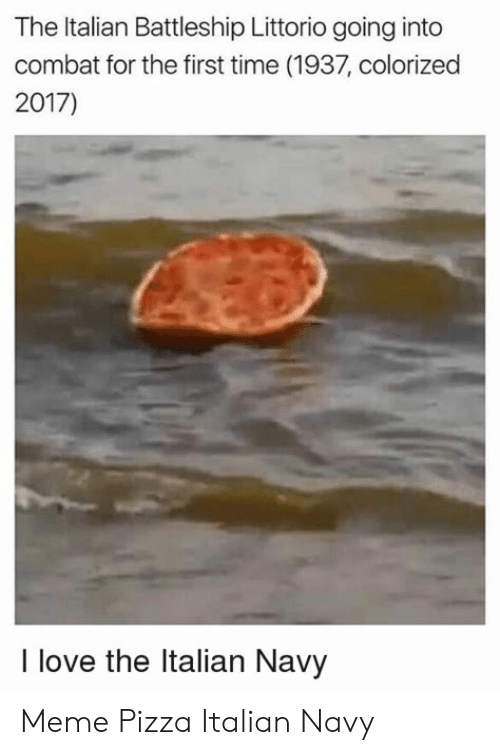 The Italian Battleship Littorio going into
combat for the first time (1937, colorized
2017)
I love the Italian Navy
Meme Pizza Italian Navy